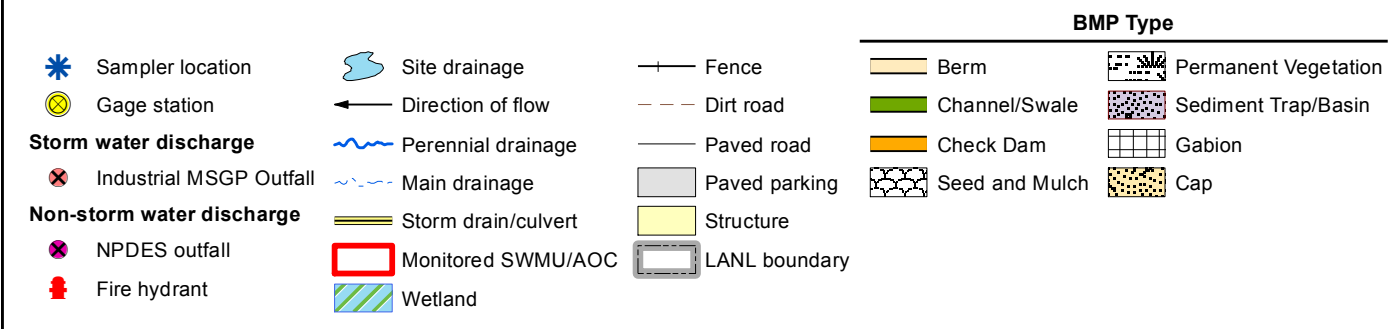 BMP Type
Sampler location
Gage station
Storm water discharge
Industrial MSGP Outfall
Non-storm water discharge
NPDES outfall
Fire hydrant
Site drainage
Direction of flow
Perennial drainage
Main drainage
Storm drain/culvert
Monitored SWMU/AOC
Wetland
Fence
Dirt road
Paved road
Paved parking
Structure
LANL boundary
Berm
Channel/Swale
Check Dam
Seed and Mulch
Permanent Vegetation
Sediment Trap/Basin
Gabion
Cap